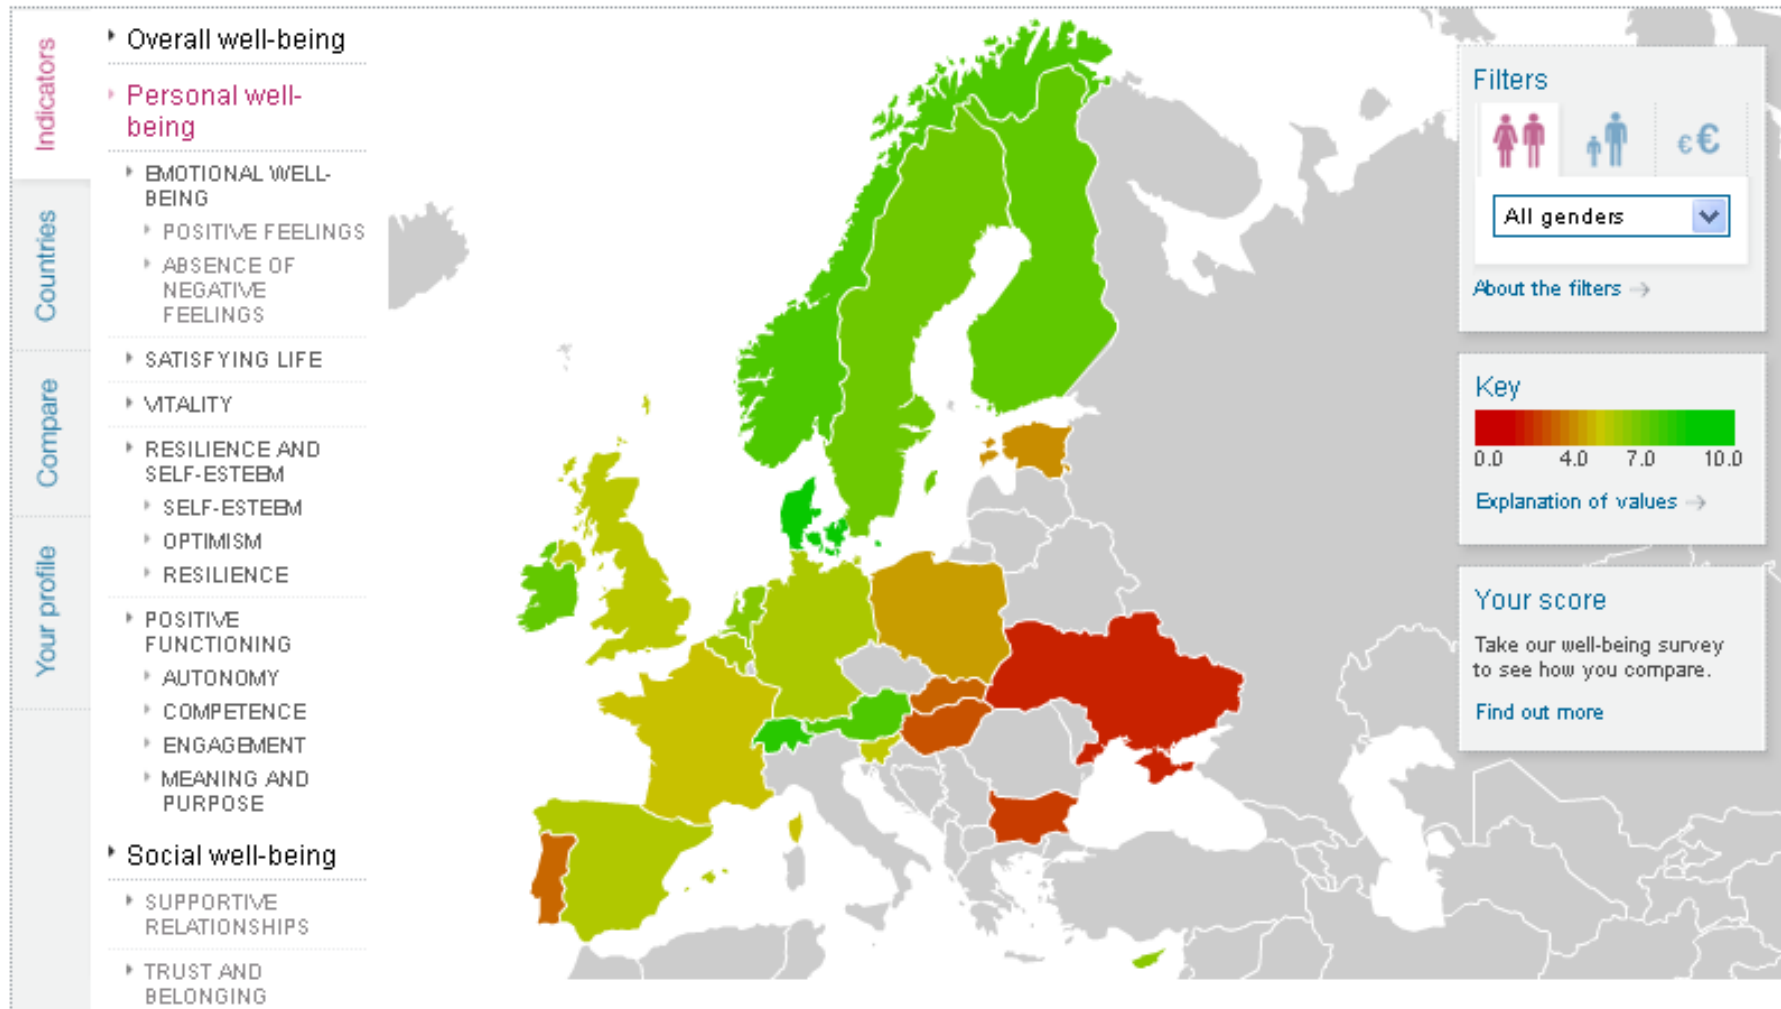 Indicators
Countries
Compare
Your profile
Overall well-being
Personal well-
being
EMOTIONAL WELL-
BEING
POSITIVE FEELINGS
ABSENCE OF
NEGATIVE
FEELINGS
SATISFYING LIFE
VITALITY
RESILIENCE AND
SELF-ESTEEM
SELF-ESTEEM
OPTIMISM
RESILIENCE
POSITIVE
FUNCTIONING
AUTONOMY
COMPETENCE
ENGAGEMENT
MEANING AND
PURPOSE
Social well-being
SUPPORTIVE
RELATIONSHIPS
TRUST AND
BELONGING
Filters
€ €
All genders
About the filters →
Key
0.0 4.0 7.0 10.0
Explanation of values →
Your score
Take our well-being survey
to see how you compare.
Find out more